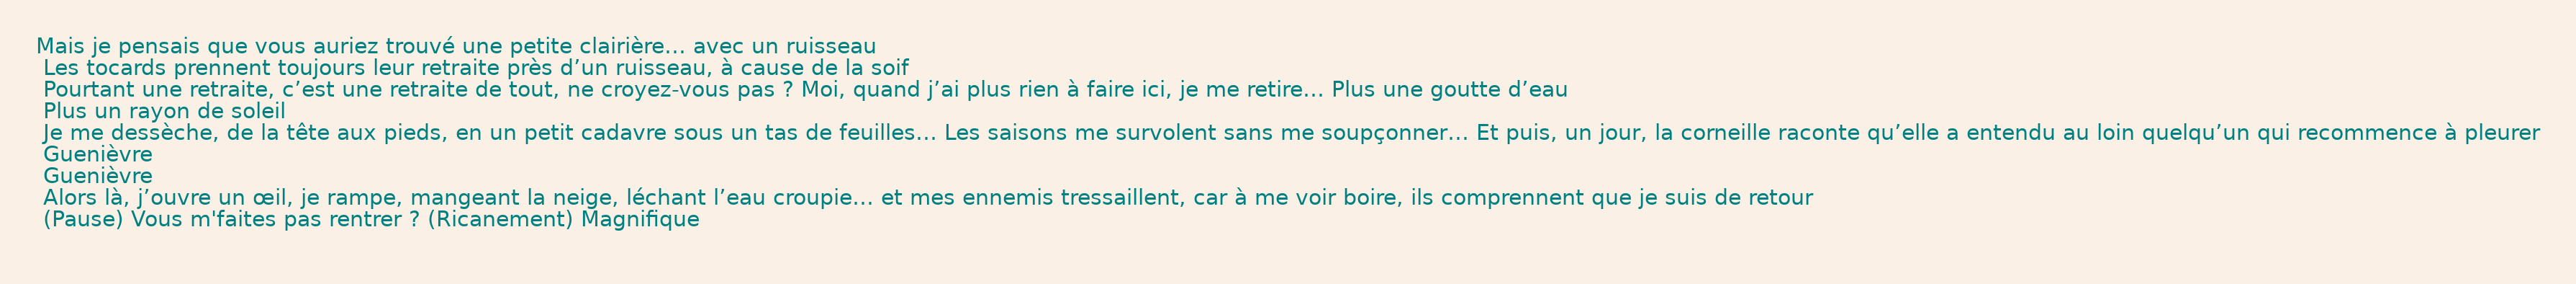 Mais je pensais que vous auriez trouvé une petite clairière… avec un ruisseau
Les tocards prennent toujours leur retraite près d’un ruisseau, à cause de la soif
Pourtant une retraite, c’est une retraite de tout, ne croyez-vous pas ? Moi, quand j’ai plus rien à faire ici, je me retire… Plus une goutte d’eau
Plus un rayon de soleil
Je me dessèche, de la tête aux pieds, en un petit cadavre sous un tas de feuilles… Les saisons me survolent sans me soupçonner… Et puis, un jour, la corneille raconte qu’elle a entendu au loin quelqu’un qui recommence à pleurer
Guenièvre
Guenièvre
Alors là, j’ouvre un œil, je rampe, mangeant la neige, léchant l’eau croupie… et mes ennemis tressaillent, car à me voir boire, ils comprennent que je suis de retour
(Pause) Vous m'faites pas rentrer ? (Ricanement) Magnifique